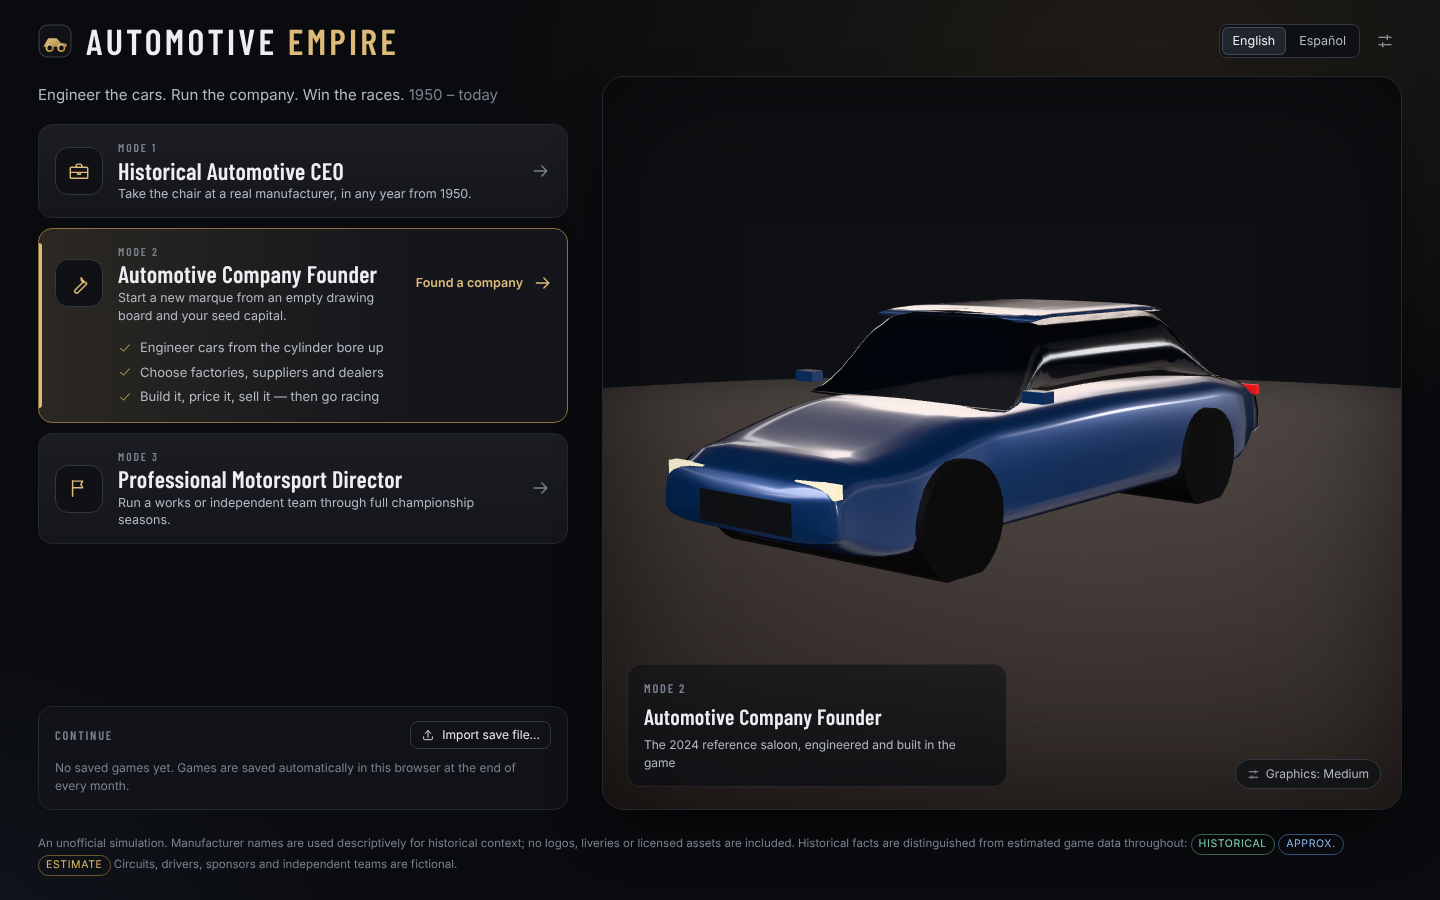 AUTOMOTIVE EMPIRE
English
Español
Engineer the cars. Run the company. Win the races. 1950 – today
MODE 1
Historical Automotive CEO
Take the chair at a real manufacturer, in any year from 1950.
MODE 2
Automotive Company Founder
Start a new marque from an empty drawing
board and your seed capital.
Found a company
Engineer cars from the cylinder bore up
Choose factories, suppliers and dealers
Build it, price it, sell it — then go racing
MODE 3
Professional Motorsport Director
Run a works or independent team through full championship
seasons.
CONTINUE
Import save file...
No saved games yet. Games are saved automatically in this browser at the end of
every month.
MODE 2
Automotive Company Founder
The 2024 reference saloon, engineered and built in the
game
Graphics: Medium
An unofficial simulation. Manufacturer names are used descriptively for historical context; no logos, liveries or licensed assets are included. Historical facts are distinguished from estimated game data throughout: HISTORICAL APPROX.
ESTIMATE Circuits, drivers, sponsors and independent teams are fictional.